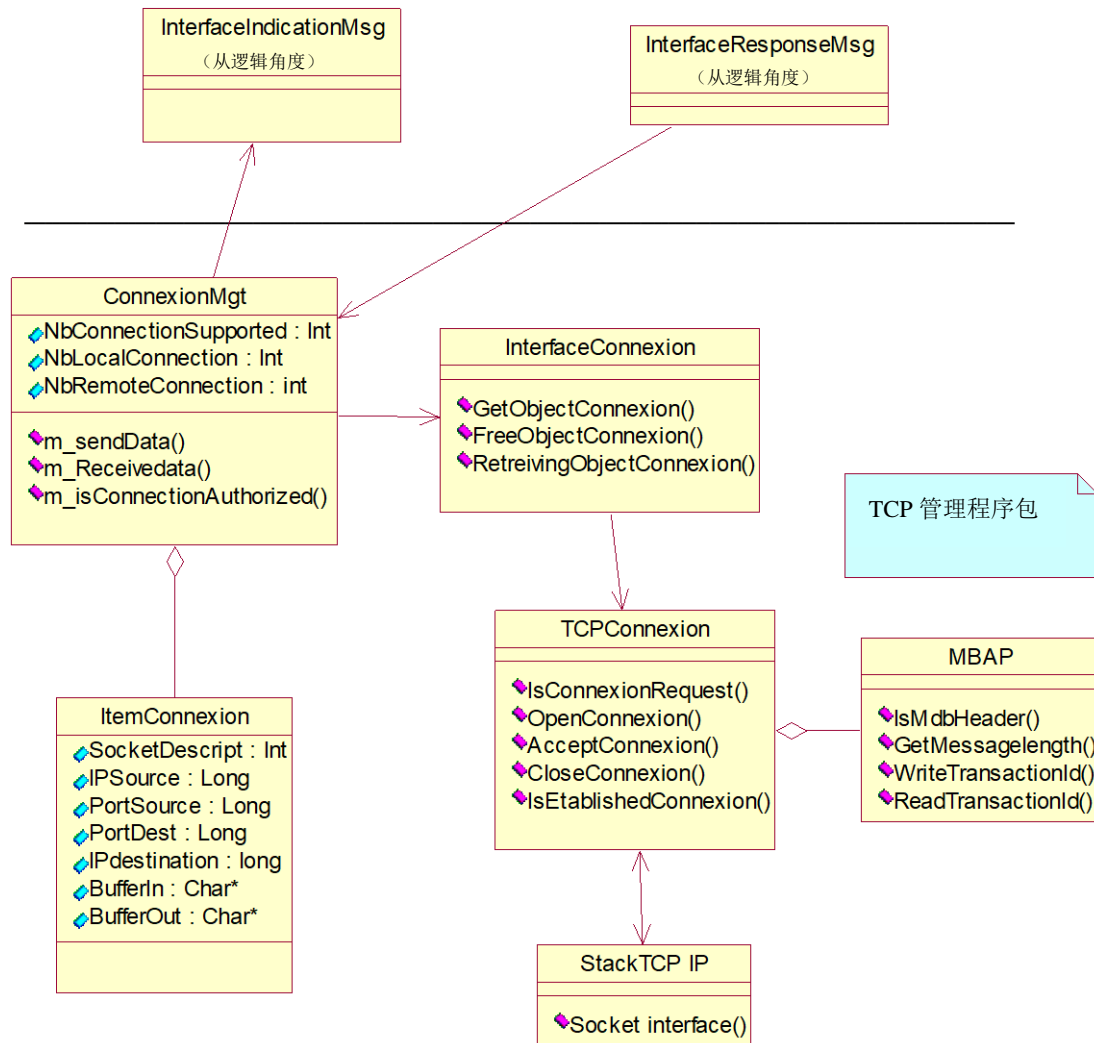 InterfaceIndicationMsg
（从逻辑角度）
InterfaceResponseMsg
（从逻辑角度）
ConnexionMgt
NbConnectionSupported : Int
NbLocalConnection : Int
NbRemoteConnection : int
m_sendData()
m_Receivedata()
m_isConnectionAuthorized()
InterfaceConnexion
GetObjectConnexion()
FreeObjectConnexion()
RetreivingObjectConnexion()
TCP 管理程序包
TCPConnexion
IsConnexionRequest()
OpenConnexion()
AcceptConnexion()
CloseConnexion()
IsEtablishedConnexion()
MBAP
IsMdbHeader()
GetMessagelength()
WriteTransactionId()
ReadTransactionId()
ItemConnexion
SocketDescript : Int
IPSource : Long
PortSource : Long
PortDest : Long
IPdestination : long
BufferIn : Char*
BufferOut : Char*
StackTCP IP
Socket interface()